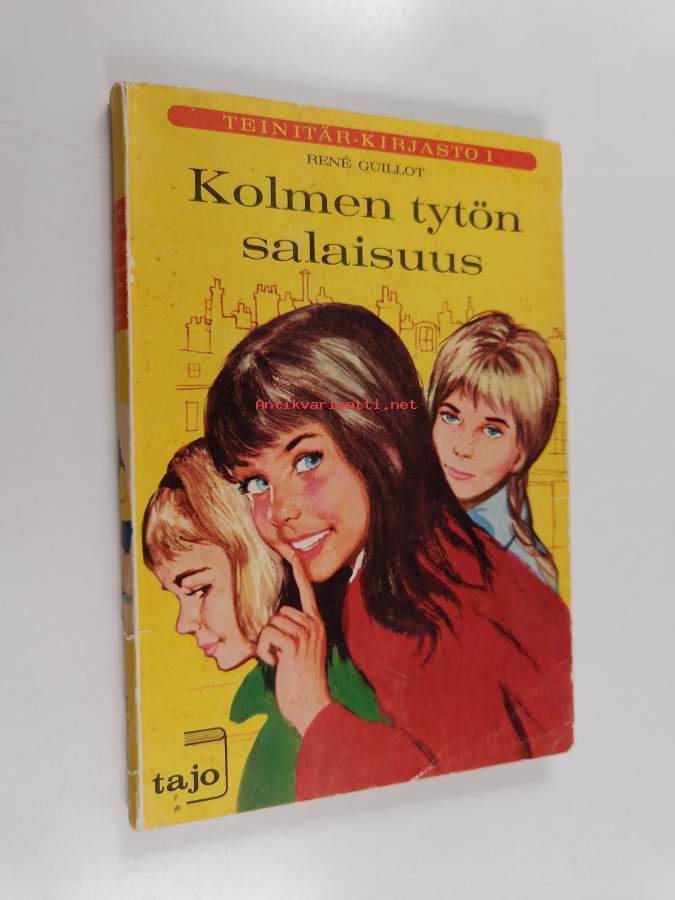 TEINITÄR-KIRJASTO 1
RENÉ GUILLOT
Kolmen tytön
salaisuus
Antikvariaatti.net
tajo